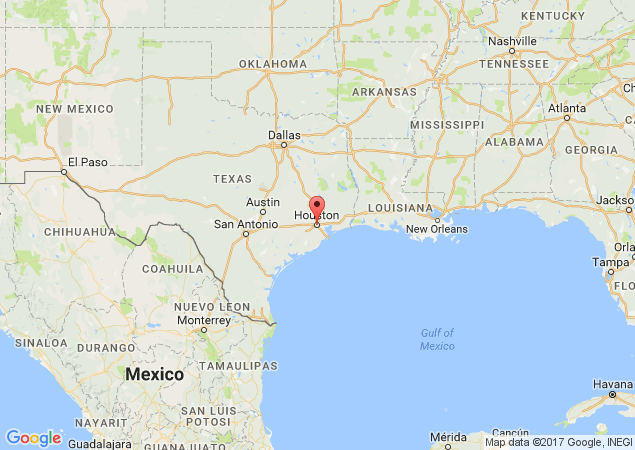 KENTUCKY
Nashville
OKLAHOMA
TENNESSEE
ARKANSAS
Ch
NEW MEXICO
Atlanta
MISSISSIPPI
Dallas
ALABAMA
GEORGIA
El Paso
TEXAS
Jackso
Austin
LOUISIANA
Houston
San Antonio
New Orleans
CHIHUAHUA
Orla
COAHUILA
Tampa
FLO
NUEVO LEON
Monterrey
Gulf of
Mexico
SINALOA
DURANGO
TAMAULIPAS
Mexico
Havana
SAN LUIS
POTOSI
NAYARIT
Cancún
Google
Guadalajara
GUANAJUATO
Mérida
Map data ©2017 Google, INEGI